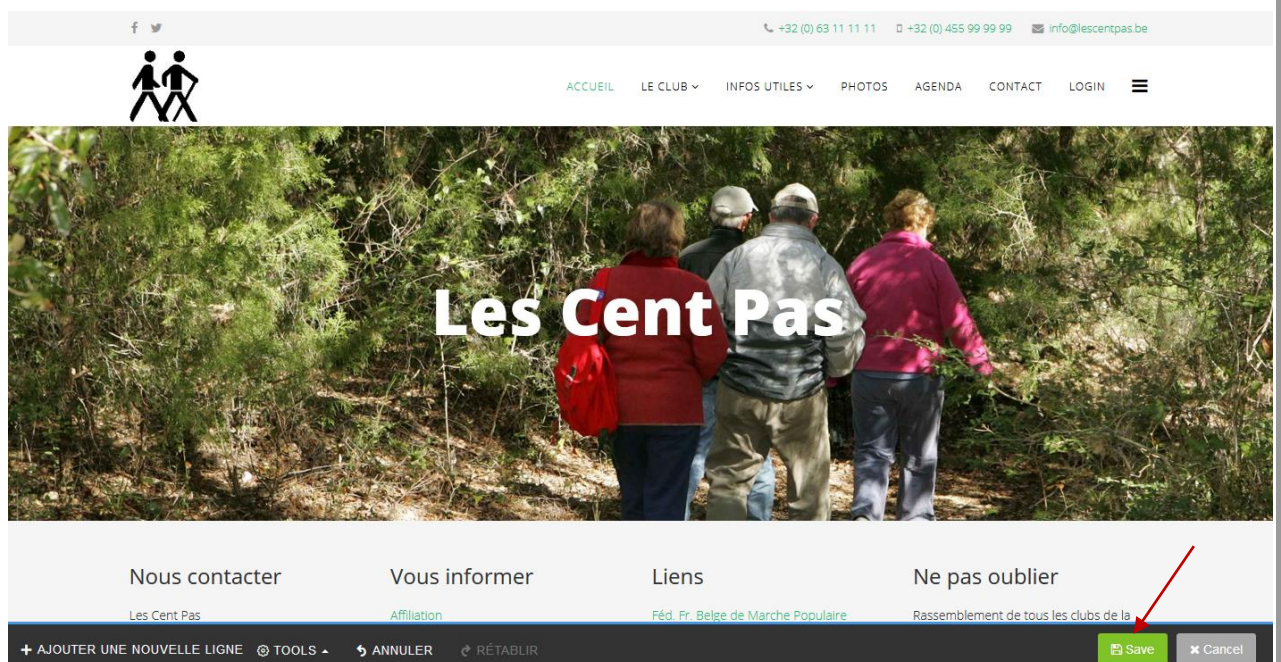 +32 (0) 63 11 11 11 +32 (0) 455 99 99 99 info@lescentpas.be
ACCUEIL LE CLUB INFOS UTILES PHOTOS AGENDA CONTACT LOGIN
Les Cent Pas
Nous contacter Vous informer Liens Ne pas oublier
Les Cent Pas Affiliation Féd. Fr. Belge de Marche Populaire Rassemblement de tous les clubs de la
+ AJOUTER UNE NOUVELLE LIGNE TOOLS ANNULER RÉTABLIR Save Cancel